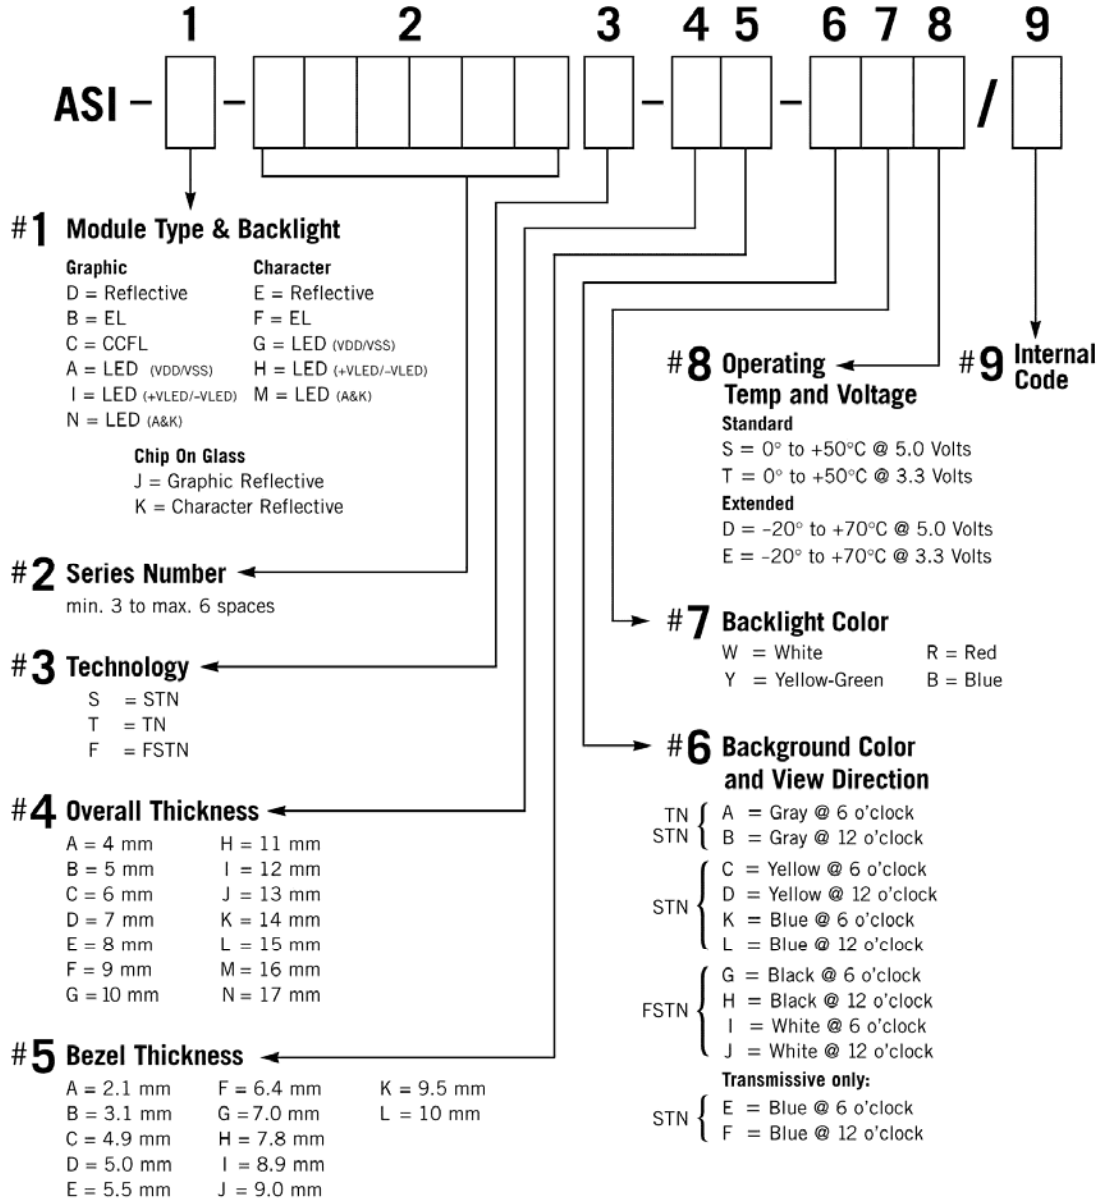 1 2 3 4 5 6 7 8 9
ASI – – – – /
#1 Module Type & Backlight
Graphic Character
D = Reflective E = Reflective
B = EL F = EL
C = CCFL G = LED (VDD/VSS)
A = LED (VDD/VSS) H = LED (+VLED/–VLED)
I = LED (+VLED/–VLED) M = LED (A&K)
N = LED (A&K)
Chip On Glass
J = Graphic Reflective
K = Character Reflective
#2 Series Number
min. 3 to max. 6 spaces
#3 Technology
S = STN
T = TN
F = FSTN
#4 Overall Thickness
A = 4 mm H = 11 mm
B = 5 mm I = 12 mm
C = 6 mm J = 13 mm
D = 7 mm K = 14 mm
E = 8 mm L = 15 mm
F = 9 mm M = 16 mm
G = 10 mm N = 17 mm
#5 Bezel Thickness
A = 2.1 mm F = 6.4 mm K = 9.5 mm
B = 3.1 mm G = 7.0 mm L = 10 mm
C = 4.9 mm H = 7.8 mm
D = 5.0 mm I = 8.9 mm
E = 5.5 mm J = 9.0 mm
#8 Operating
Temp and Voltage
Standard
S = 0° to +50°C @ 5.0 Volts
T = 0° to +50°C @ 3.3 Volts
Extended
D = –20° to +70°C @ 5.0 Volts
E = –20° to +70°C @ 3.3 Volts
#9 Internal
Code
#7 Backlight Color
W = White R = Red
Y = Yellow-Green B = Blue
#6 Background Color
and View Direction
TN A = Gray @ 6 o'clock
STN B = Gray @ 12 o'clock
C = Yellow @ 6 o'clock
D = Yellow @ 12 o'clock
STN
K = Blue @ 6 o'clock
L = Blue @ 12 o'clock
G = Black @ 6 o'clock
H = Black @ 12 o'clock
FSTN
I = White @ 6 o'clock
J = White @ 12 o'clock
Transmissive only:
STN
E = Blue @ 6 o'clock
F = Blue @ 12 o'clock